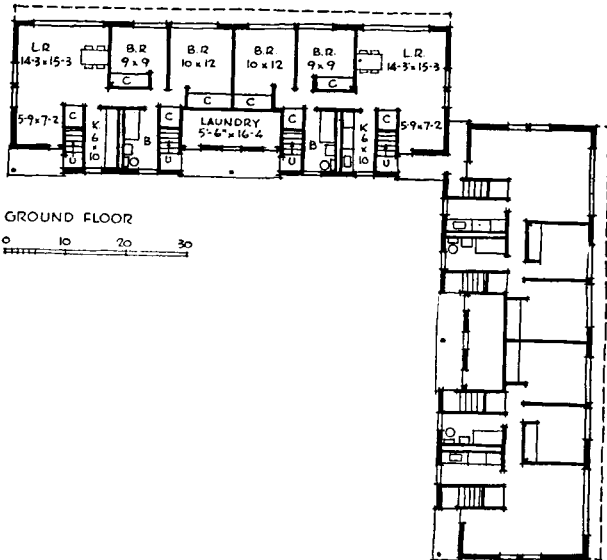 L.R.
14-3 x 15-3
B.R.
9 x 9
B.R.
10 x 12
B.R.
10 x 12
B.R.
9 x 9
L.R.
14-3 x 15-3
C
C
C
C
5-9 x 7-2
C
U
K
6 x 10
B
C
LAUNDRY
5'-6" x 16-4
C
B
K
6 x 10
C
U
5-9 x 7-2
GROUND FLOOR
0 10 20 30